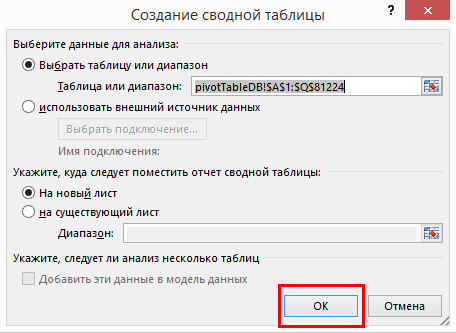 Создание сводной таблицы
? ×
Выберите данные для анализа:
Выбрать таблицу или диапазон
Таблица или диапазон: pivotTableDB!$A$1:$Q$81224
использовать внешний источник данных
Выбрать подключение...
Имя подключения:
Укажите, куда следует поместить отчет сводной таблицы:
На новый лист
на существующий лист
Диапазон:
Укажите, следует ли анализ несколько таблиц
Добавить эти данные в модель данных
ОК Отмена